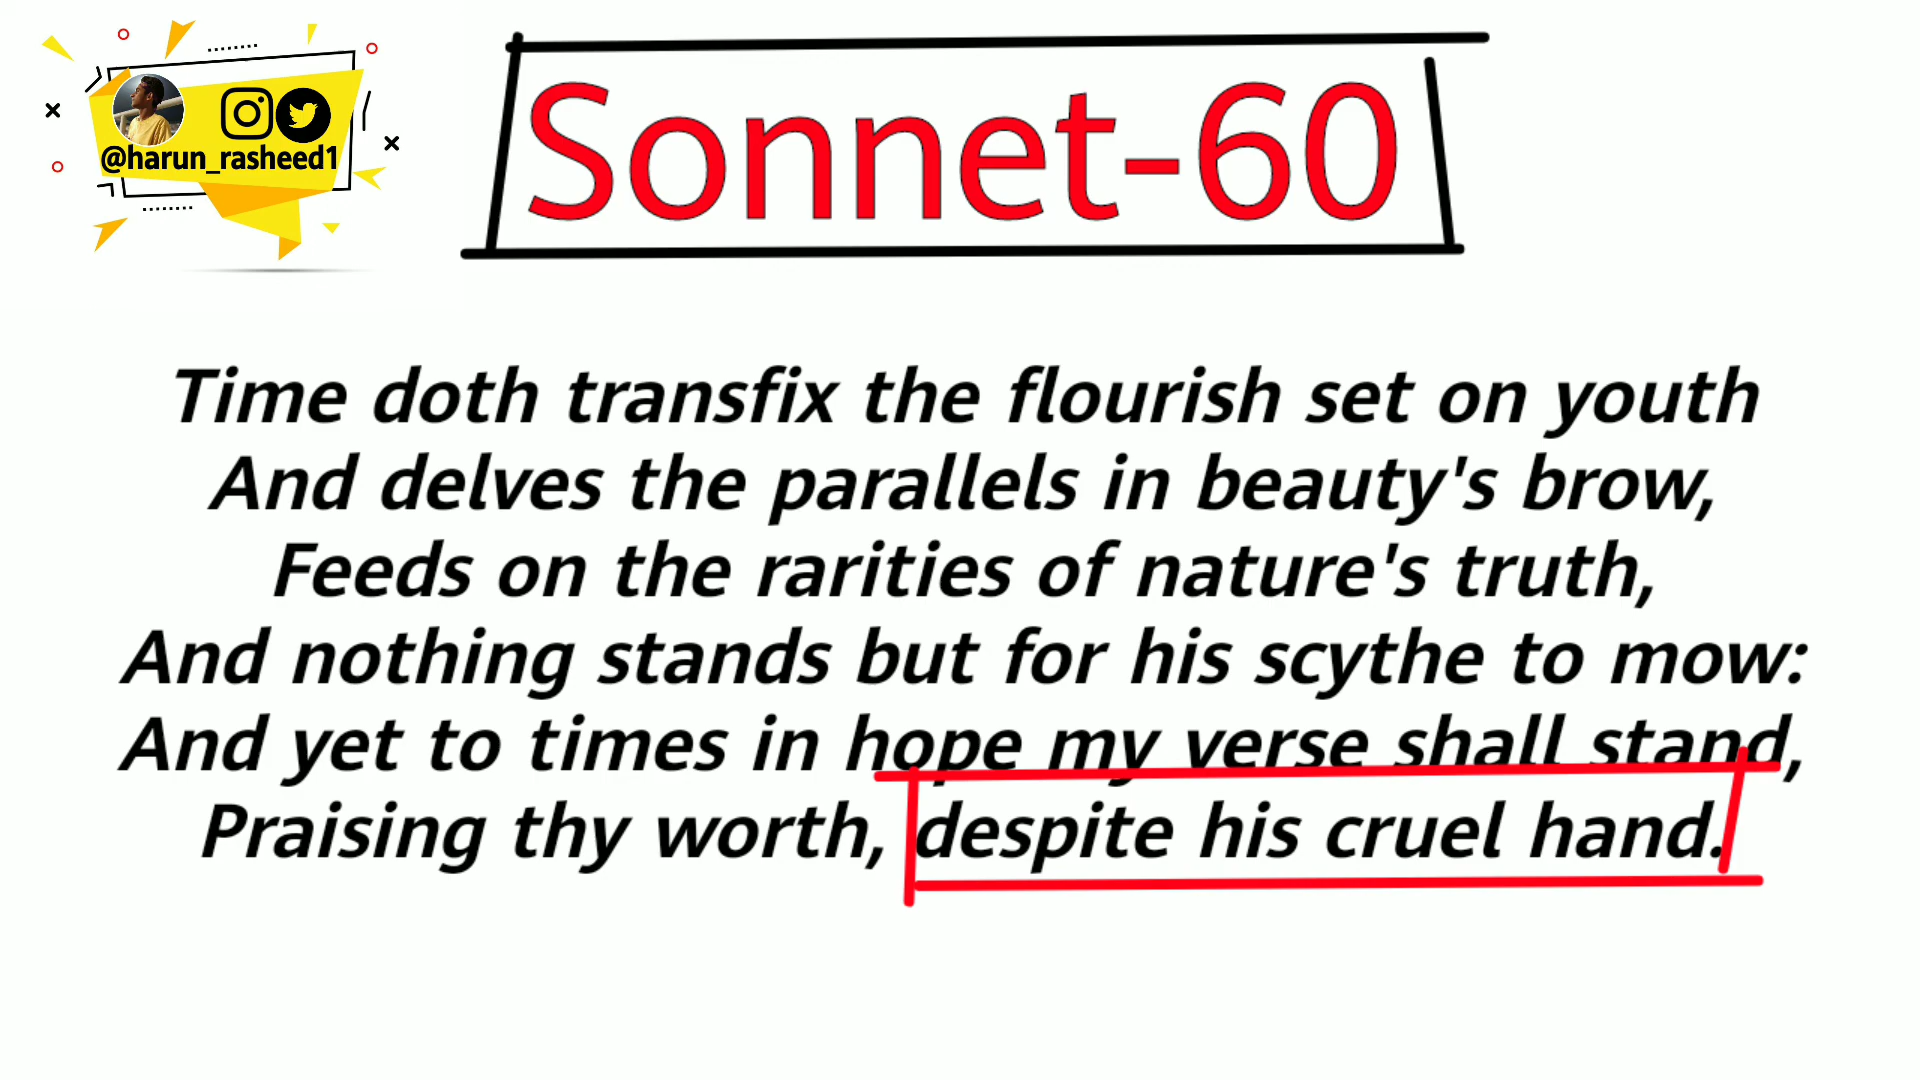 @harun_rasheed1
Sonnet-60
Time doth transfix the flourish set on youth
And delves the parallels in beauty's brow,
Feeds on the rarities of nature's truth,
And nothing stands but for his scythe to mow:
And yet to times in hope my verse shall stand,
Praising thy worth, despite his cruel hand.